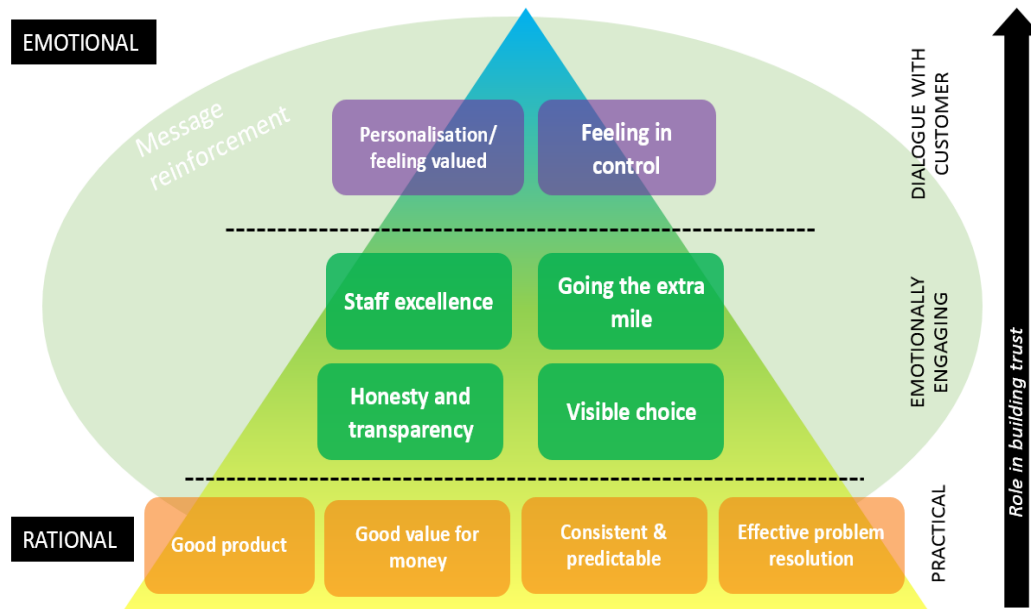 EMOTIONAL
Message
reinforcement
Personalisation/
feeling valued
Feeling in
control
DIALOGUE WITH
CUSTOMER
Staff excellence
Going the extra
mile
Honesty and
transparency
Visible choice
EMOTIONALLY
ENGAGING
RATIONAL
Good product
Good value for
money
Consistent &
predictable
Effective problem
resolution
PRACTICAL
Role in building trust